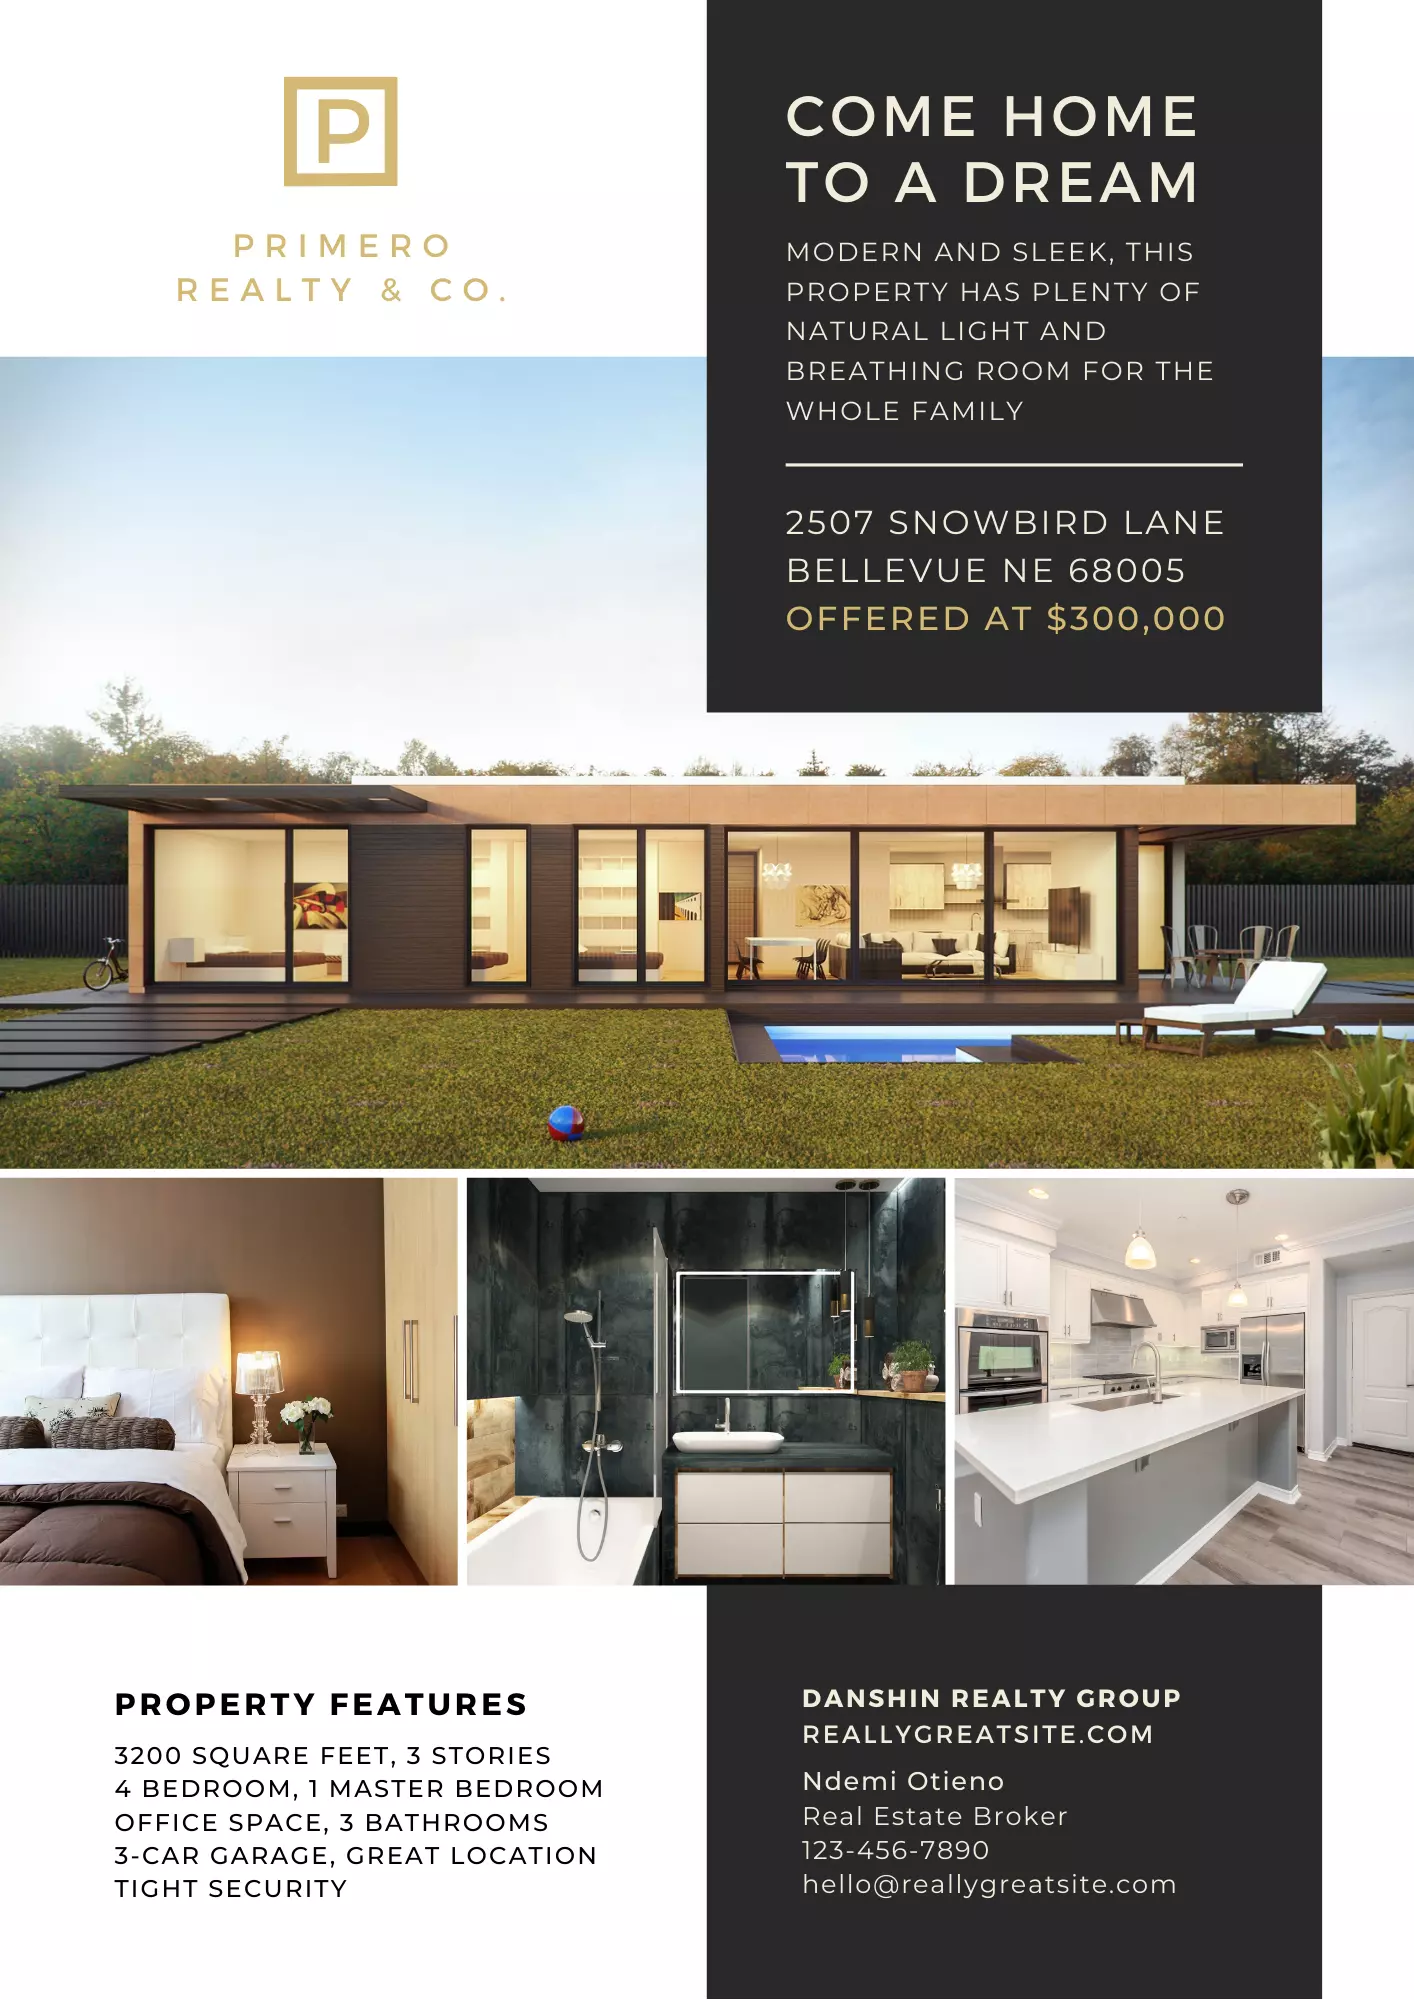 P
PRIMERO
REALTY & CO.
COME HOME
TO A DREAM
MODERN AND SLEEK, THIS
PROPERTY HAS PLENTY OF
NATURAL LIGHT AND
BREATHING ROOM FOR THE
WHOLE FAMILY
2507 SNOWBIRD LANE
BELLEVUE NE 68005
OFFERED AT $300,000
PROPERTY FEATURES
3200 SQUARE FEET, 3 STORIES
4 BEDROOM, 1 MASTER BEDROOM
OFFICE SPACE, 3 BATHROOMS
3-CAR GARAGE, GREAT LOCATION
TIGHT SECURITY
DANSHIN REALTY GROUP
REALLYGREATSITE.COM
Ndemi Otieno
Real Estate Broker
123-456-7890
hello@reallygreatsite.com